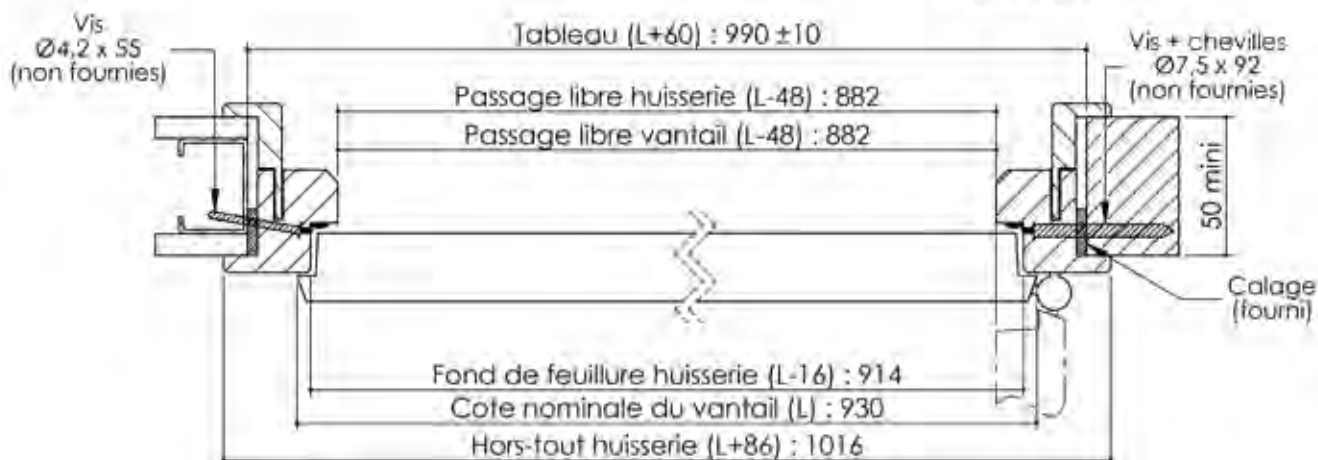 Vis
Ø4,2 x 55
(non fournies)
Tableau (L+60) : 990 ±10
Vis + chevilles
Ø7,5 x 92
(non fournies)
Passage libre huisserie (L-48) : 882
Passage libre vantail (L-48) : 882
50 mini
Calage
(fourni)
Fond de feuillure huisserie (L-16) : 914
Cote nominale du vantail (L) : 930
Hors-tout huisserie (L+86) : 1016